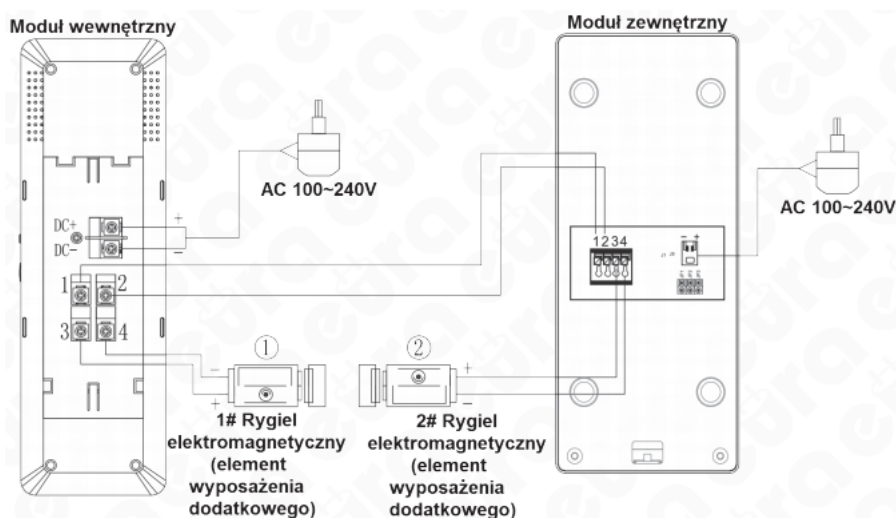 Moduł wewnętrzny
Moduł zewnętrzny
AC 100~240V
AC 100~240V
DC+
DC-
+
-
1 2
3 4
1234
- +
1
- 
+
1# Rygiel
elektromagnetyczny
(element
wyposażenia
dodatkowego)
2
+
-
2# Rygiel
elektromagnetyczny
(element
wyposażenia
dodatkowego)
eura